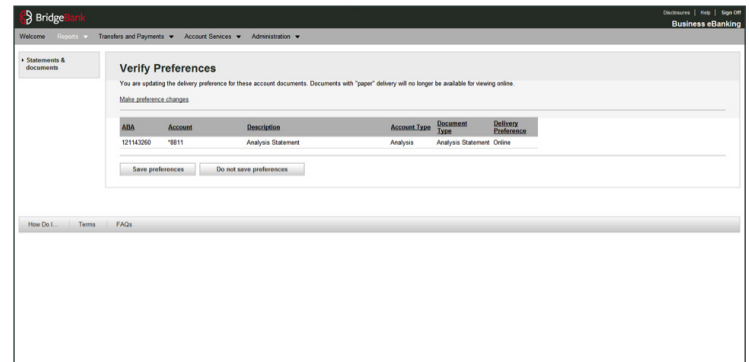 BridgeBank
Disclosures | Help | Sign Off
Business eBanking
Welcome Reports Transfers and Payments Account Services Administration
Statements &
documents
Verify Preferences
You are updating the delivery preference for these account documents. Documents with "paper" delivery will no longer be available for viewing online.
Make preference changes
ABA Account Description Account Type Document Type Delivery Preference
121143260 *8811 Analysis Statement Analysis Analysis Statement Online
Save preferences Do not save preferences
How Do I... Terms FAQs